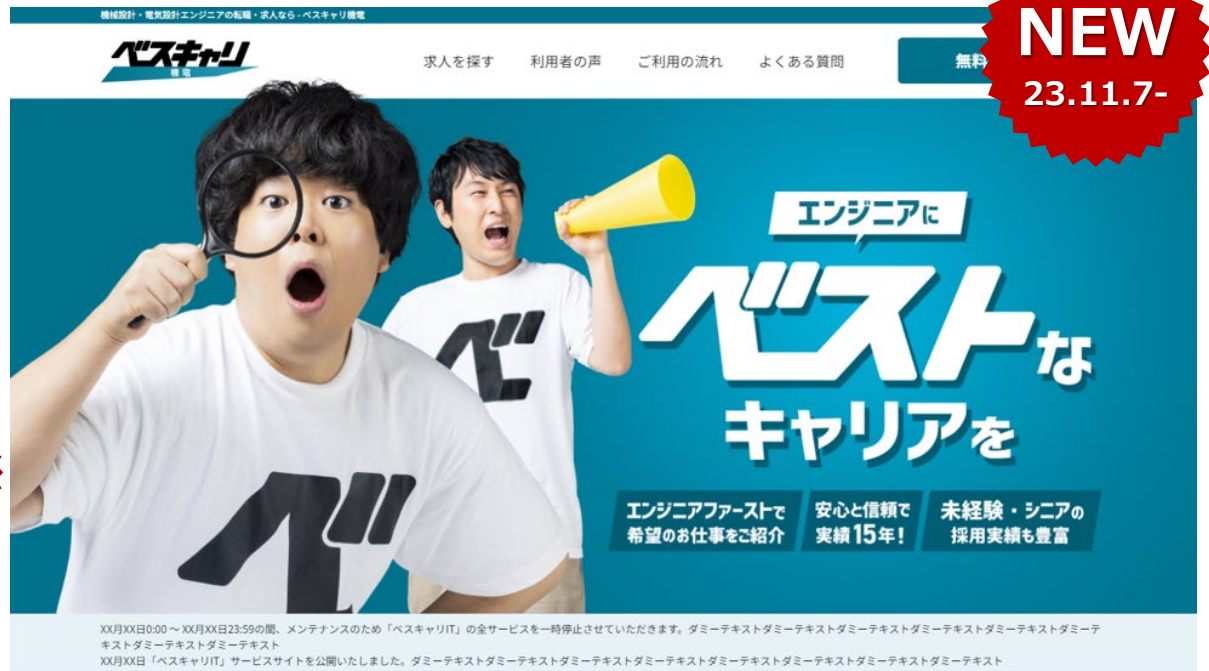 機械設計・電気設計エンジニアの転職・求人なら - ベスキャリ機電
NEW
23.11.7-
ベスキャリ
機電
求人を探す 利用者の声 ご利用の流れ よくある質問 無料
エンジニアに
ベストな
キャリアを
べ
べ
エンジニアファーストで
希望のお仕事をご紹介
安心と信頼で
実績15年!
未経験・シニアの
採用実績も豊富
XX月XX日0:00 ~ XX月XX日23:59の間、メンテナンスのため「ベスキャリIT」の全サービスを一時停止させていただきます。ダミーテキストダミーテキストダミーテキストダミーテキストダミーテキストダミーテ
キストダミーテキストダミーテキスト
XX月XX日「ベスキャリIT」サービスサイトを公開いたしました。ダミーテキストダミーテキストダミーテキストダミーテキストダミーテキストダミーテキストダミーテキストダミーテキスト